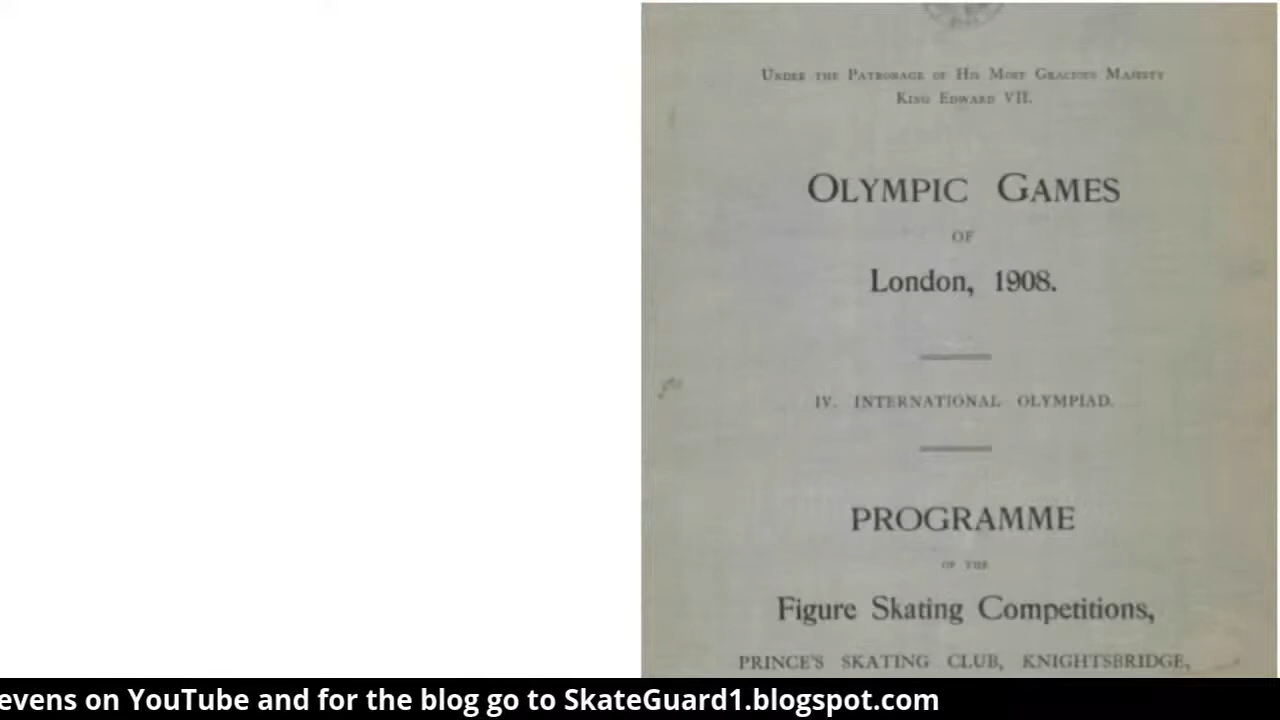 UNDER THE PATRONAGE OF HIS MOST GRACIOUS MAJESTY
KING EDWARD VII.
OLYMPIC GAMES
OF
London, 1908.
IV. INTERNATIONAL OLYMPIAD.
PROGRAMME
OF THE
Figure Skating Competitions,
PRINCE'S SKATING CLUB, KNIGHTSBRIDGE,
evens on YouTube and for the blog go to SkateGuard1.blogspot.com